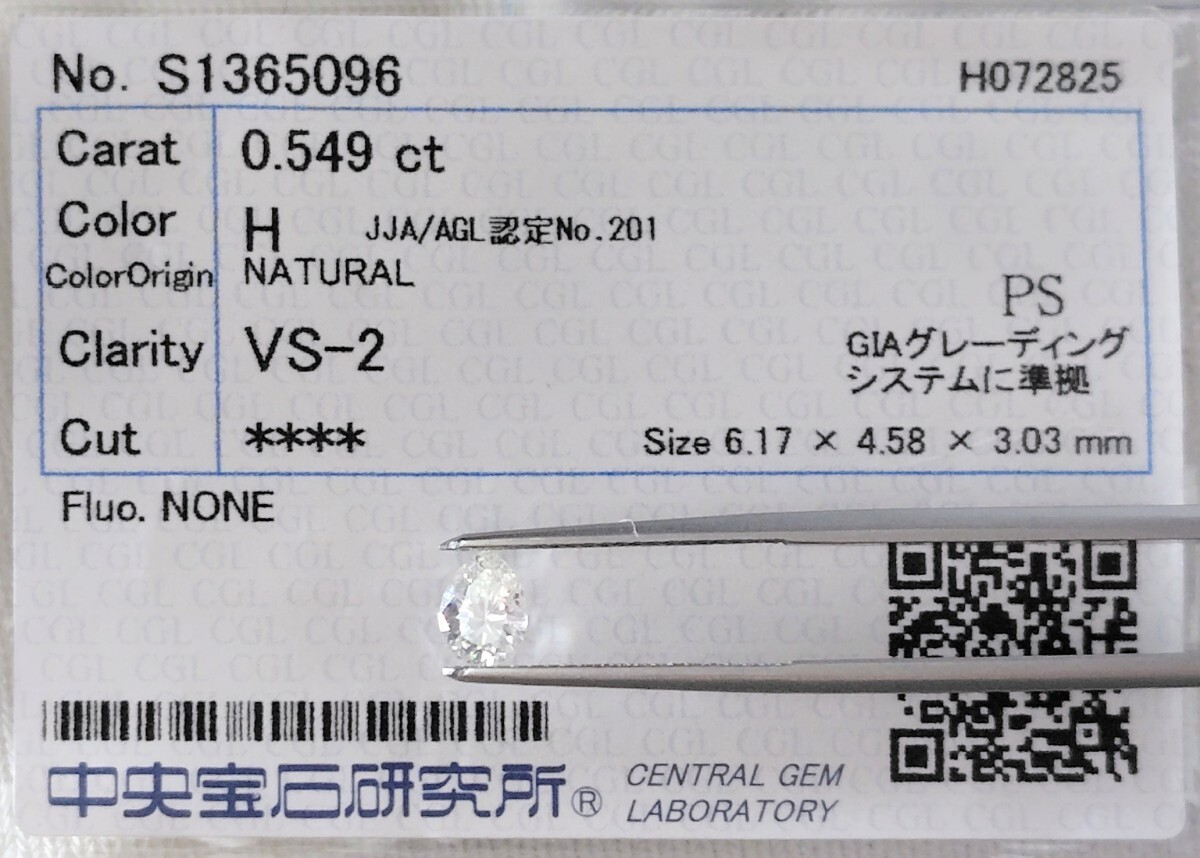 No. S1365096 H072825
Carat 0.549 ct
Color H JJA/AGL認定No.201
ColorOrigin NATURAL
PS
Clarity VS-2 GIAグレーディング
システムに準拠
Cut **** Size 6.17 × 4.58 × 3.03 mm
Fluo. NONE
中央宝石研究所® CENTRAL GEM
LABORATORY